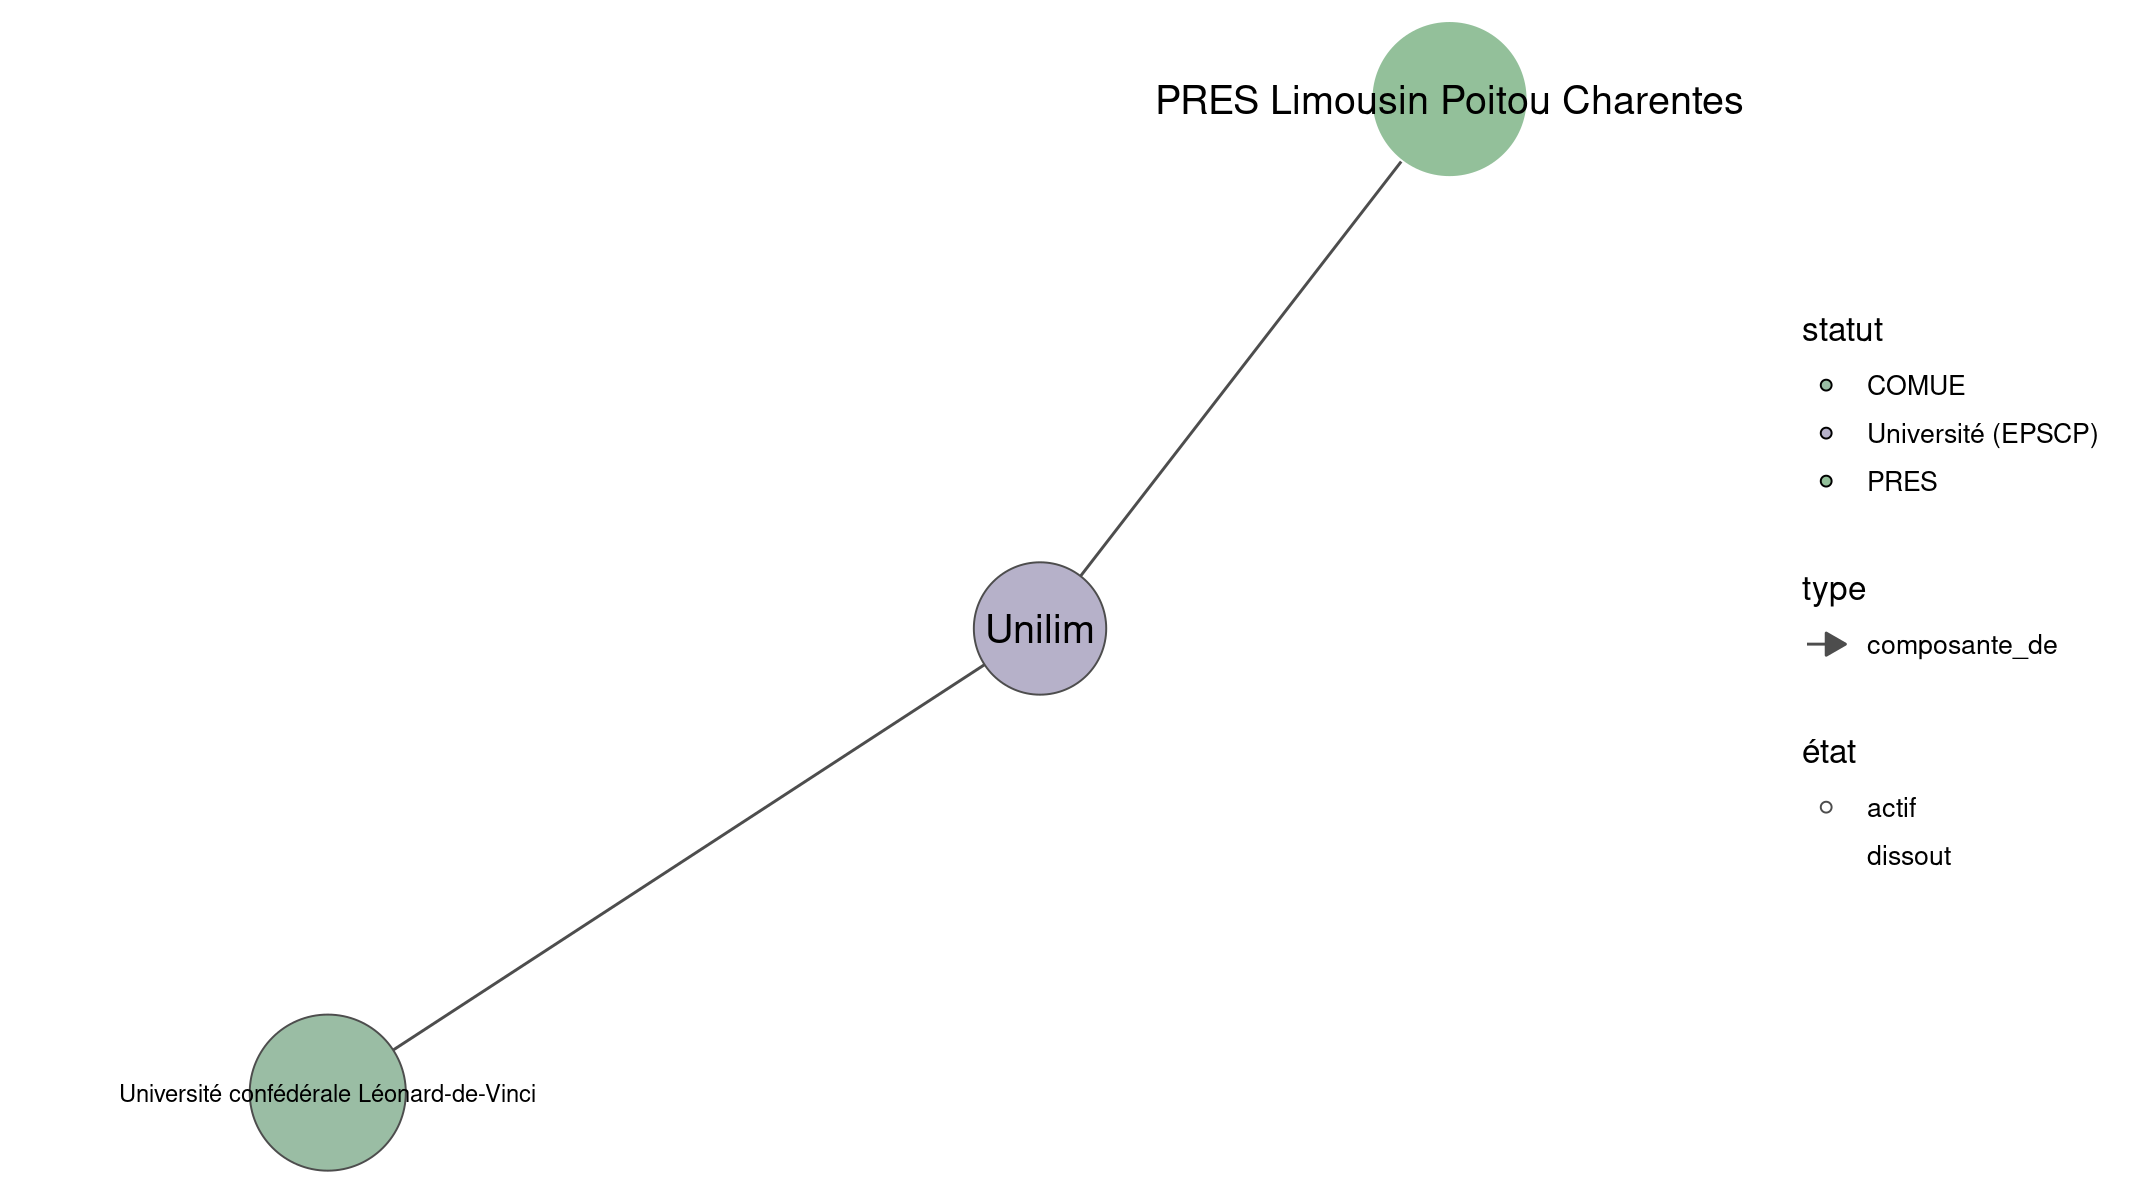 PRES Limousin Poitou Charentes
Unilim
Université confédérale Léonard-de-Vinci
statut
COMUE
Université (EPSCP)
PRES
type
composante_de
état
actif
dissout